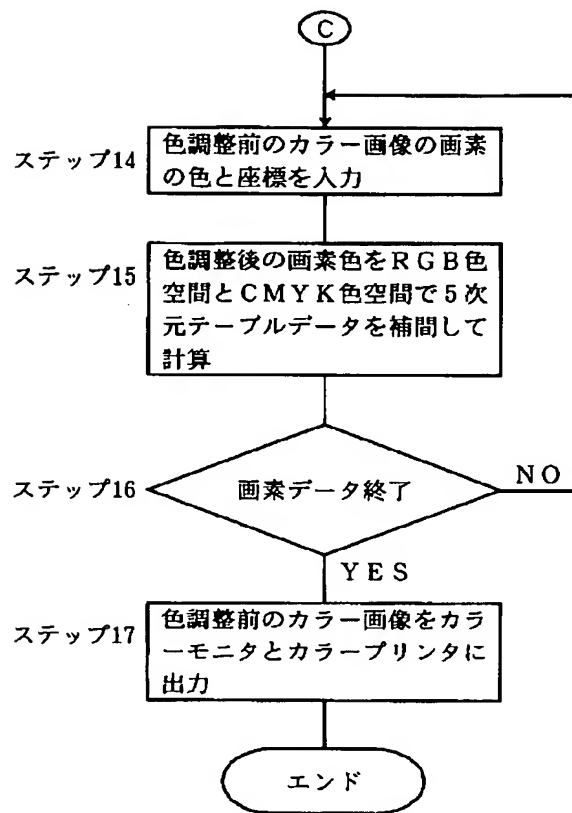 C
ステップ14
色調整前のカラー画像の画素
の色と座標を入力
ステップ15
色調整後の画素色をRGB色
空間とCMYK色空間で5次
元テーブルデータを補間して
計算
ステップ16
画素データ終了
NO
YES
ステップ17
色調整前のカラー画像をカラ
ーモニタとカラープリンタに
出力
エンド